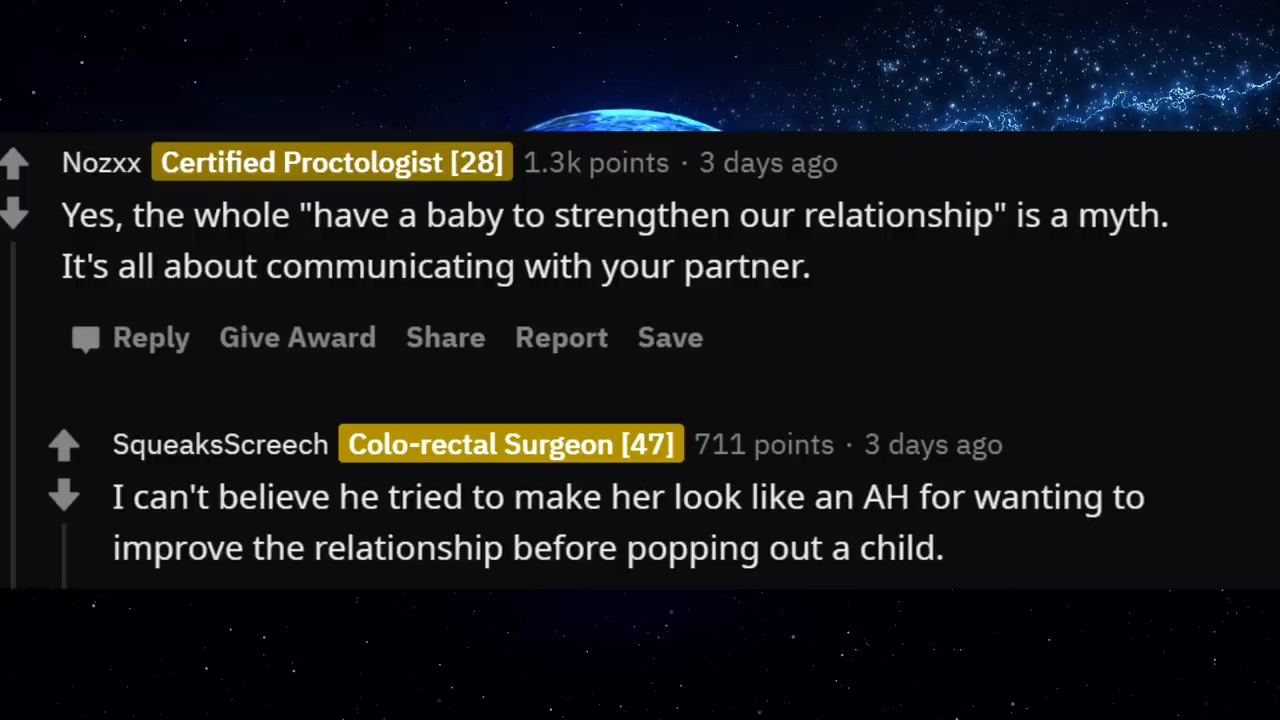 Nozxx Certified Proctologist [28] 1.3k points · 3 days ago
Yes, the whole "have a baby to strengthen our relationship" is a myth.
It's all about communicating with your partner.
Reply Give Award Share Report Save
SqueaksScreech Colo-rectal Surgeon [47] 711 points · 3 days ago
I can't believe he tried to make her look like an AH for wanting to
improve the relationship before popping out a child.